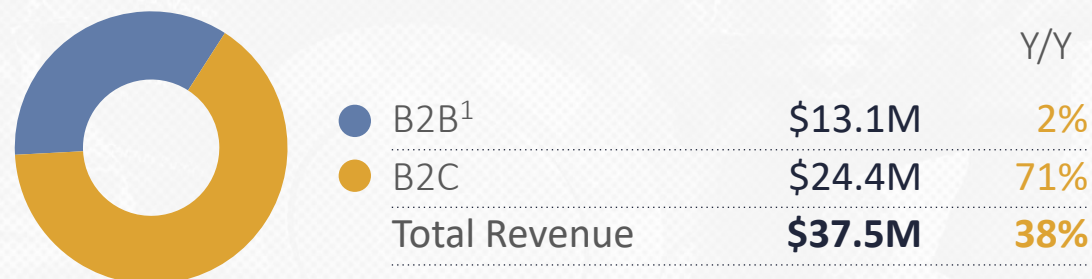 Y/Y
B2B¹ $13.1M 2%
B2C $24.4M 71%
Total Revenue $37.5M 38%